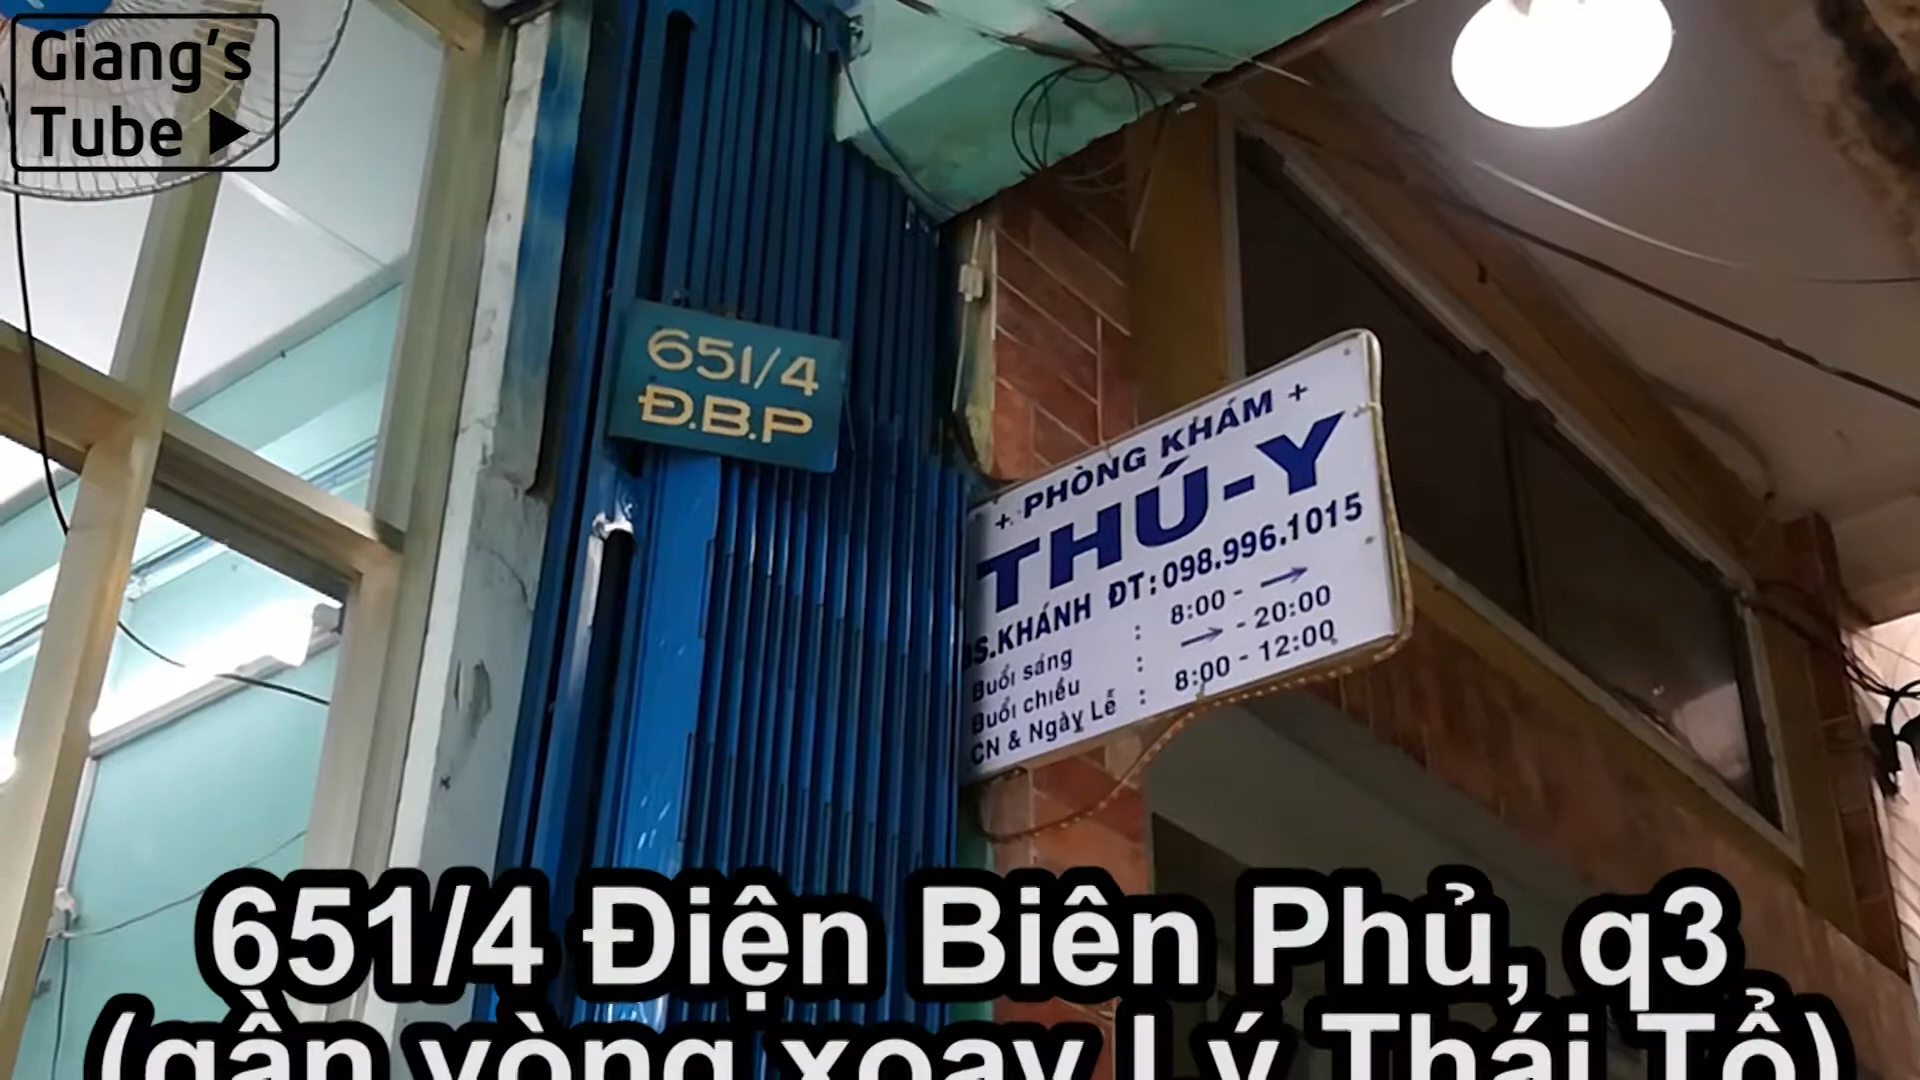 Giang's
Tube
651/4
Đ.B.P
+ PHÒNG KHÁM +
THÚ-Y
BS.KHÁNH ĐT:098.996.1015
Buổi sáng : 8:00 - →
Buổi chiều : → - 20:00
CN & Ngày Lễ : 8:00 - 12:00
651/4 Điện Biên Phủ, q3
(gần vòng xoay Lý Thái Tổ)